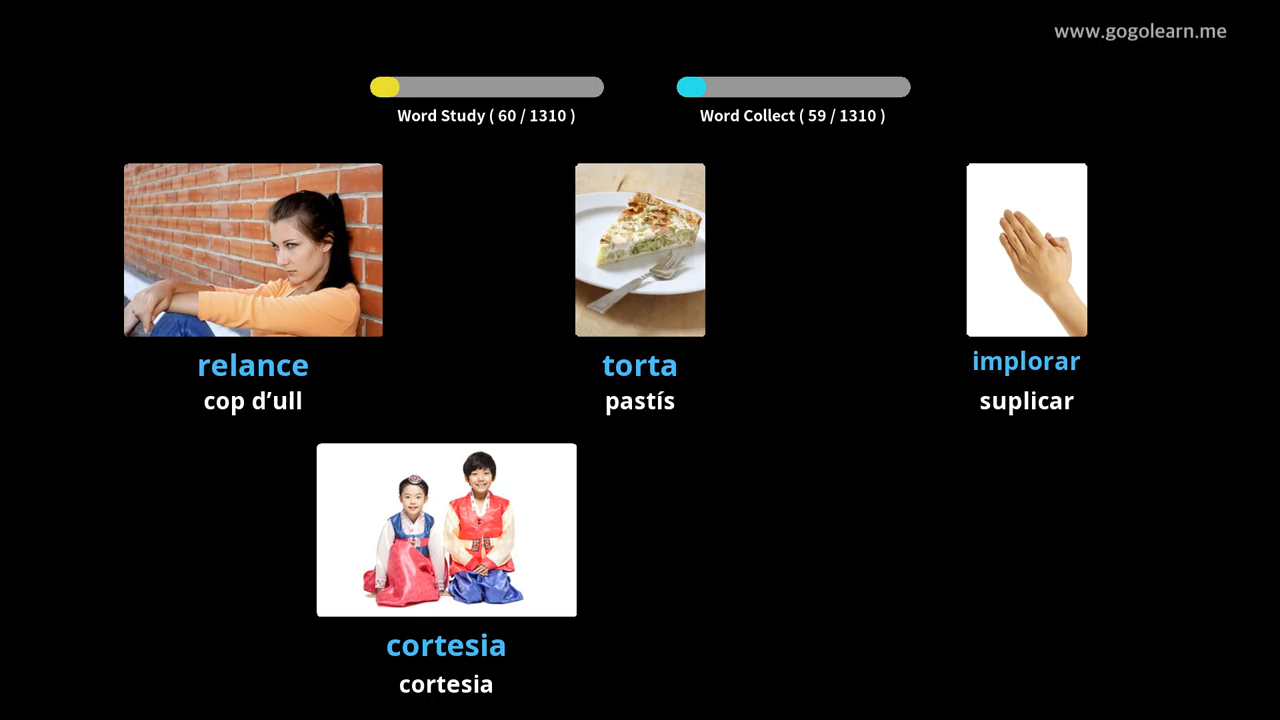 www.gogolearn.me
Word Study ( 60 / 1310 )
Word Collect ( 59 / 1310 )
relance
cop d’ull
torta
pastís
implorar
suplicar
cortesia
cortesia